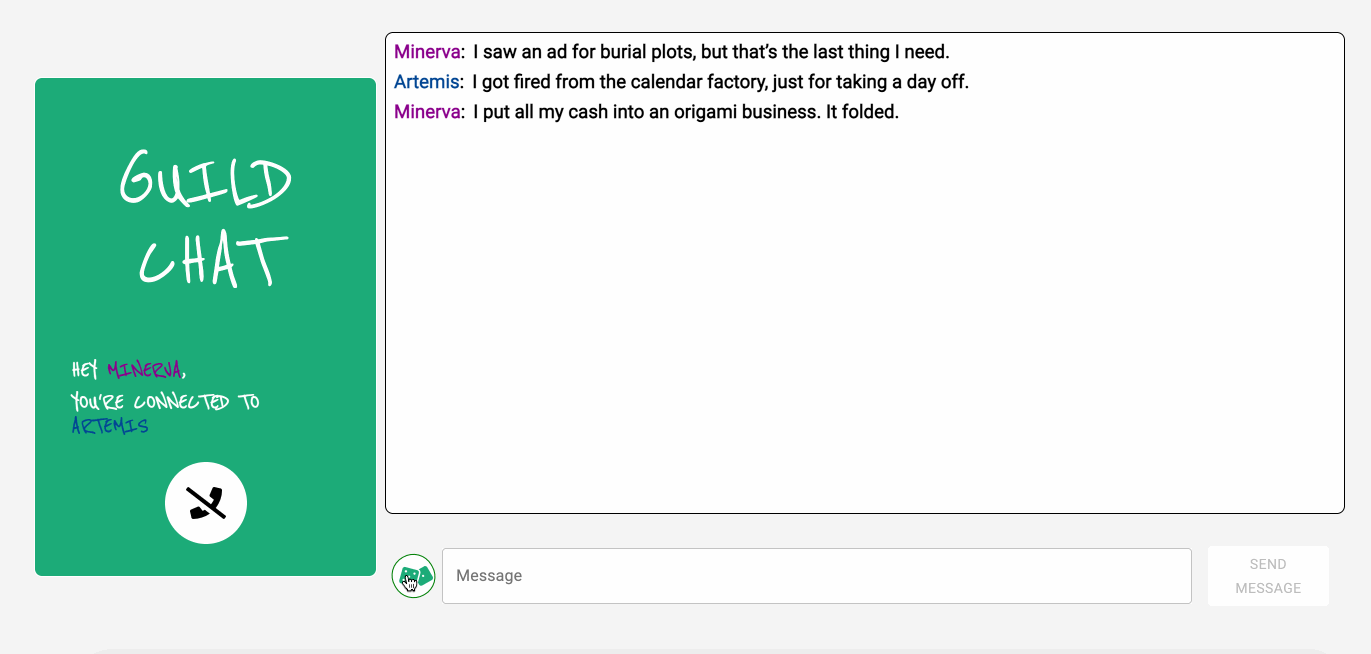 GUILD
CHAT
HEY MINERVA,
YOU'RE CONNECTED TO
ARTEMIS
Minerva: I saw an ad for burial plots, but that’s the last thing I need.
Artemis: I got fired from the calendar factory, just for taking a day off.
Minerva: I put all my cash into an origami business. It folded.
Message
SEND
MESSAGE